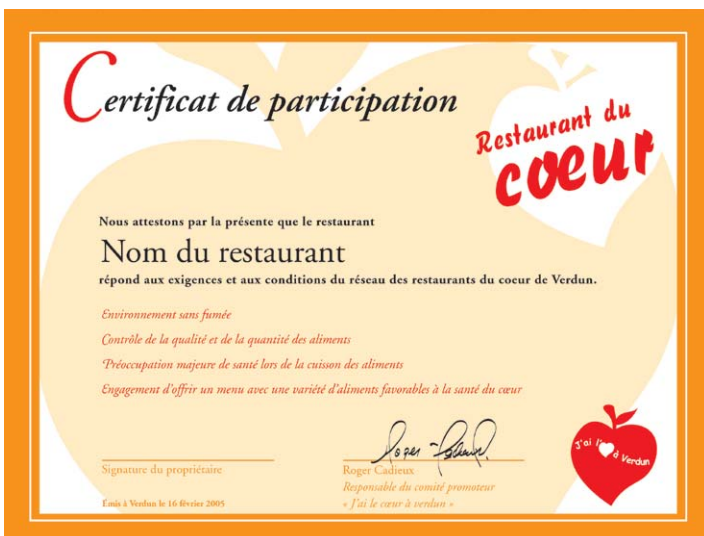 Certificat de participation
Restaurant du
coeur
Nous attestons par la présente que le restaurant
Nom du restaurant
répond aux exigences et aux conditions du réseau des restaurants du coeur de Verdun.
Environnement sans fumée
Contrôle de la qualité et de la quantité des aliments
Préoccupation majeure de santé lors de la cuisson des aliments
Engagement d'offrir un menu avec une variété d'aliments favorables à la santé du cœur
Signature du propriétaire
Émis à Verdun le 16 février 2005
Roger Cadieux
Roger Cadieux
Responsable du comité promoteur
« J'ai le cœur à verdun »
J'ai l' à Verdun